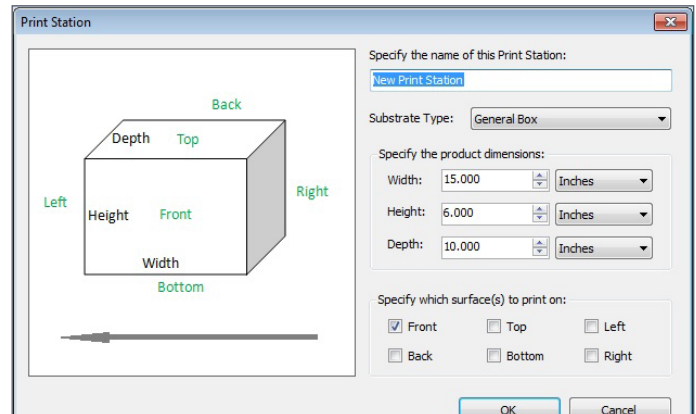 Print Station
Back
Depth
Top
Left
Right
Height
Front
Width
Bottom
Specify the name of this Print Station:
New Print Station
Substrate Type: General Box
Specify the product dimensions:
Width: 15.000 Inches
Height: 6.000 Inches
Depth: 10.000 Inches
Specify which surface(s) to print on:
Front Top Left
Back Bottom Right
OK Cancel